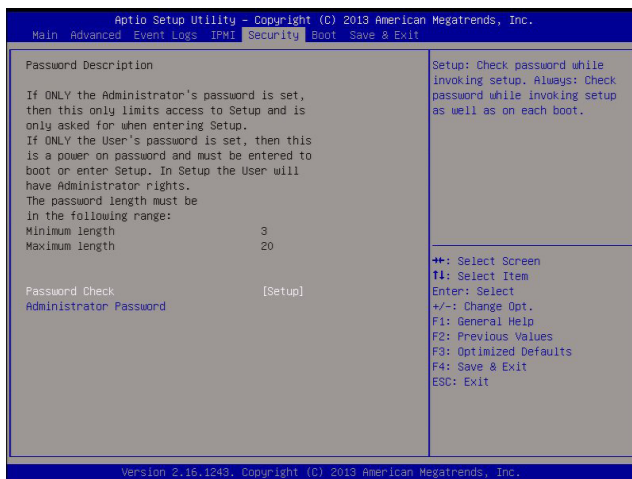 Aptio Setup Utility – Copyright (C) 2013 American Megatrends, Inc.
Main Advanced Event Logs IPMI Security Boot Save & Exit
Password Description
If ONLY the Administrator's password is set,
then this only limits access to Setup and is
only asked for when entering Setup.
If ONLY the User's password is set, then this
is a power on password and must be entered to
boot or enter Setup. In Setup the User will
have Administrator rights.
The password length must be
in the following range:
Minimum length 3
Maximum length 20
Password Check [Setup]
Administrator Password
Setup: Check password while
invoking setup. Always: Check
password while invoking setup
as well as on each boot.
→←: Select Screen
↑↓: Select Item
Enter: Select
+/-: Change Opt.
F1: General Help
F2: Previous Values
F3: Optimized Defaults
F4: Save & Exit
ESC: Exit
Version 2.16.1243. Copyright (C) 2013 American Megatrends, Inc.